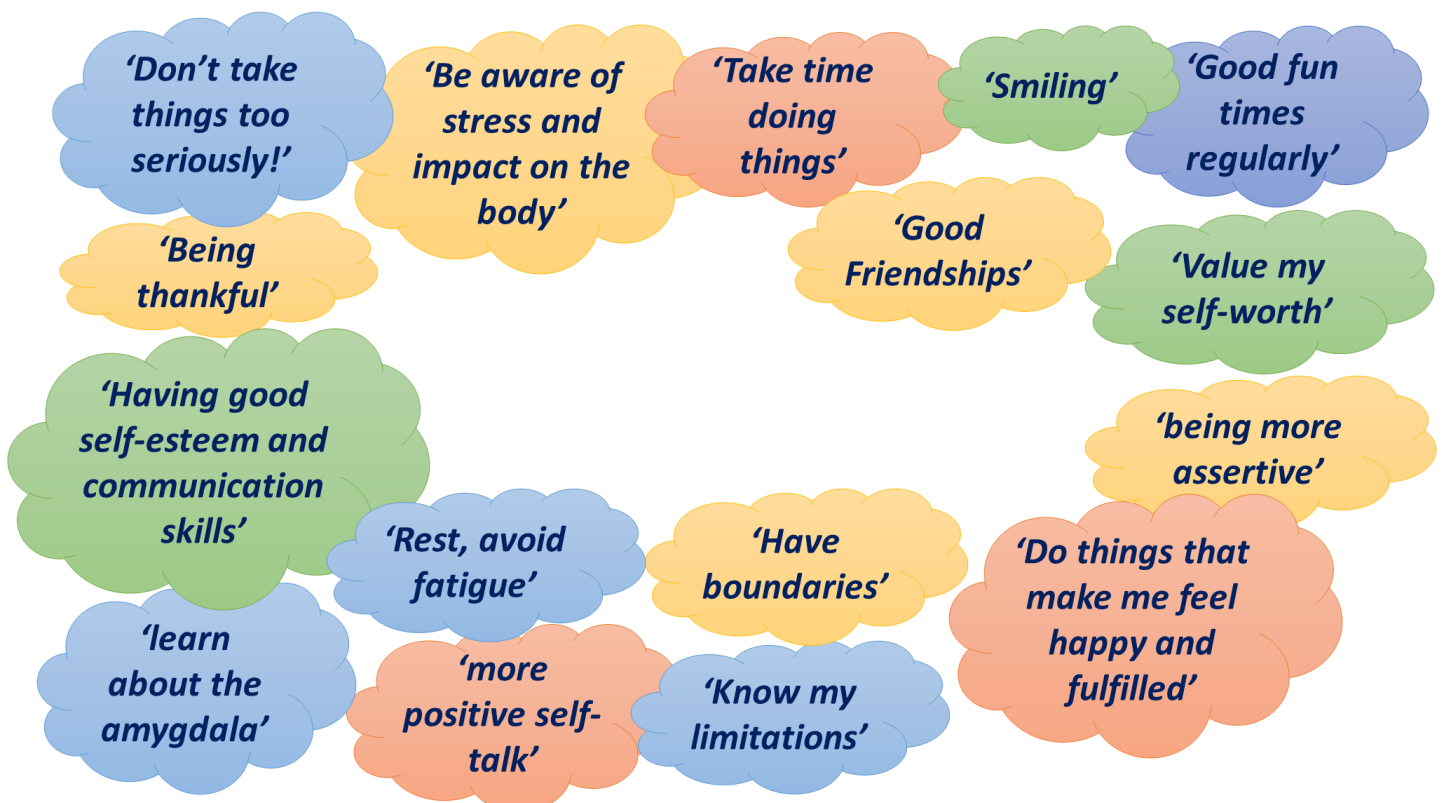 ‘Don’t take
things too
seriously!’
‘Be aware of
stress and
impact on the
body’
‘Take time
doing
things’
‘Smiling’
‘Good fun
times
regularly’
‘Being
thankful’
‘Good
Friendships’
‘Value my
self-worth’
‘Having good
self-esteem and
communication
skills’
‘being more
assertive’
‘Rest, avoid
fatigue’
‘Have
boundaries’
‘Do things that
make me feel
happy and
fulfilled’
‘learn
about the
amygdala’
‘more
positive self-
talk’
‘Know my
limitations’